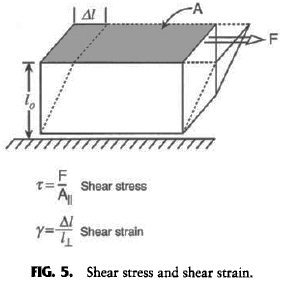 Δl
A
F
l₀
τ=F/A∥ Shear stress
γ=Δl/l⊥ Shear strain
FIG. 5. Shear stress and shear strain.